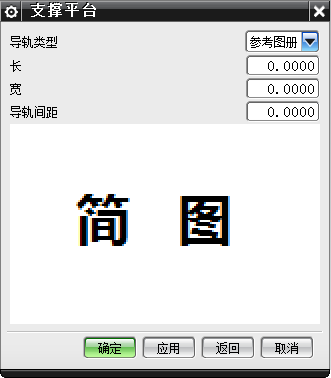 支撑平台
导轨类型 参考图册
长 0.0000
宽 0.0000
导轨间距 0.0000
简 图
确定 应用 返回 取消